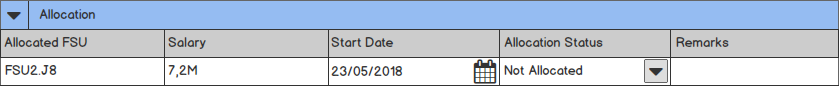 Allocation
Allocated FSU Salary Start Date Allocation Status Remarks
FSU2.J8 7,2M 23/05/2018 Not Allocated